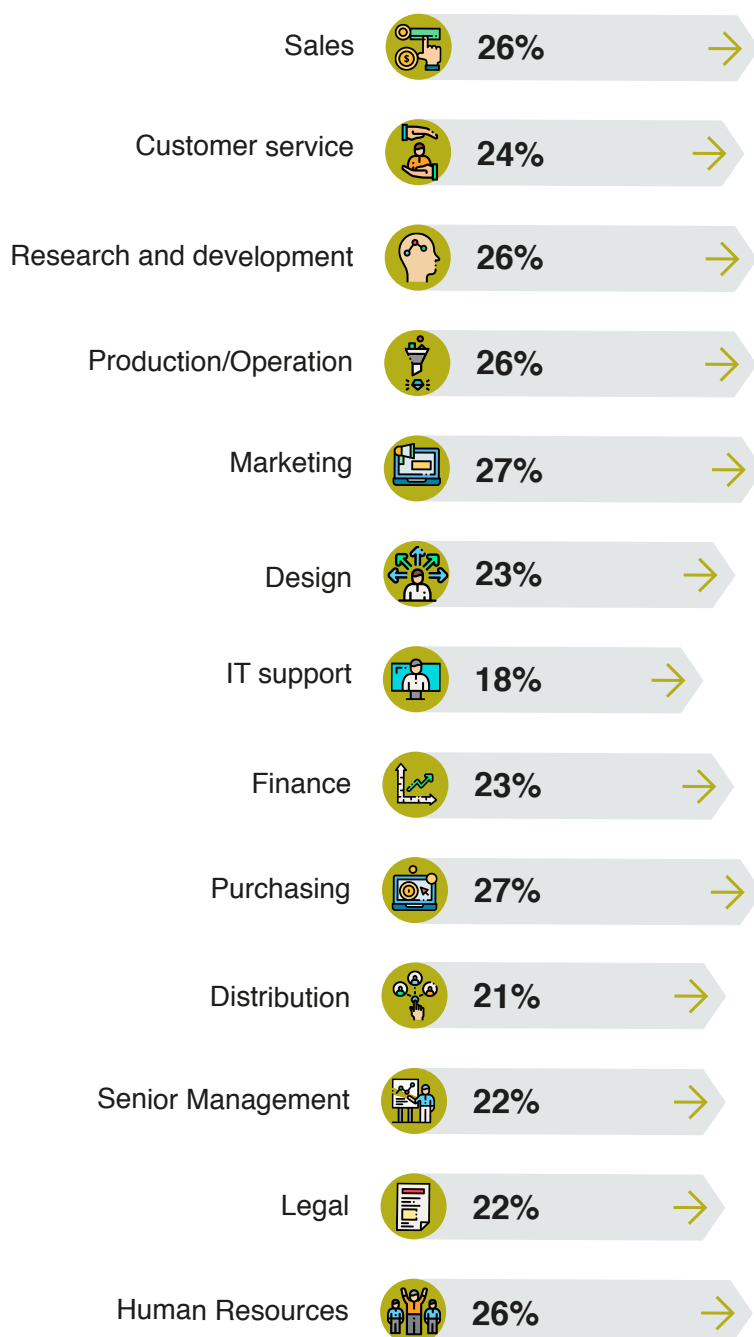 Sales 26%
Customer service 24%
Research and development 26%
Production/Operation 26%
Marketing 27%
Design 23%
IT support 18%
Finance 23%
Purchasing 27%
Distribution 21%
Senior Management 22%
Legal 22%
Human Resources 26%